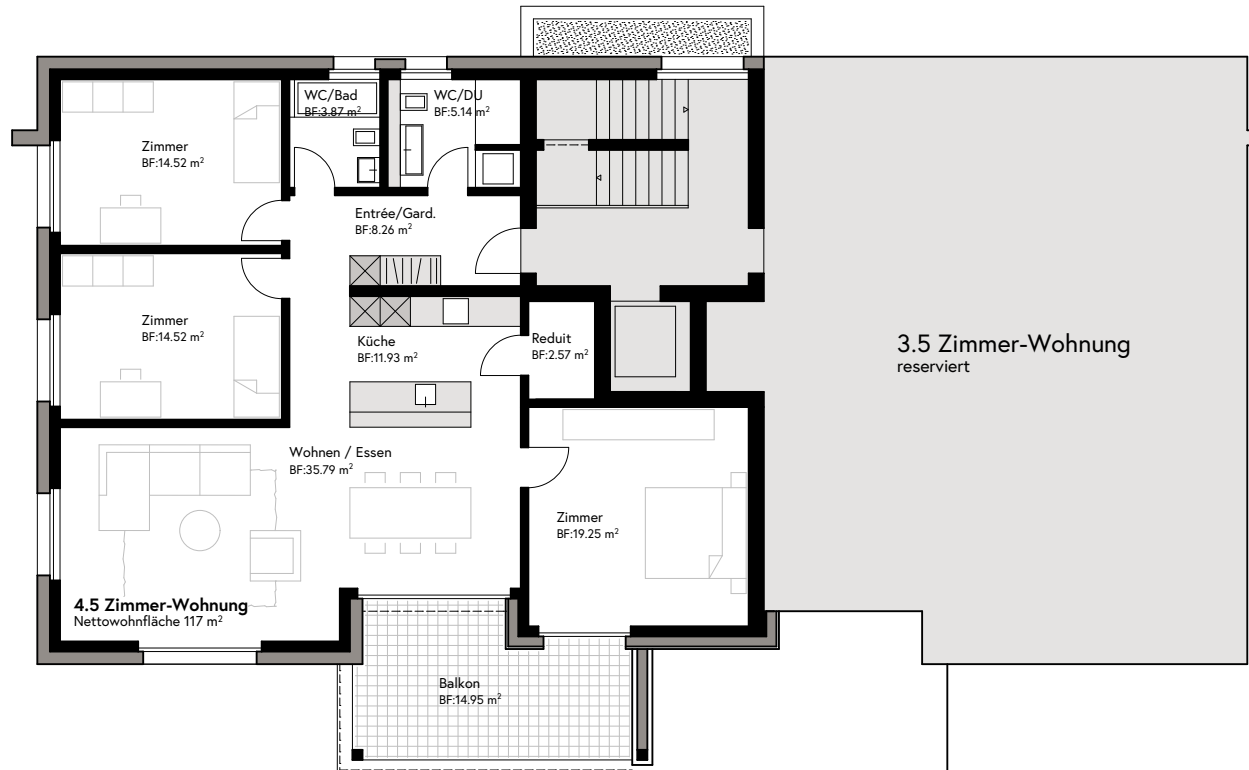 WC/Bad
BF:3.87 m²
WC/DU
BF:5.14 m²
Zimmer
BF:14.52 m²
Entrée/Gard.
BF:8.26 m²
Zimmer
BF:14.52 m²
Küche
BF:11.93 m²
Reduit
BF:2.57 m²
3.5 Zimmer-Wohnung
reserviert
Wohnen / Essen
BF:35.79 m²
Zimmer
BF:19.25 m²
4.5 Zimmer-Wohnung
Nettowohnfläche 117 m²
Balkon
BF:14.95 m²